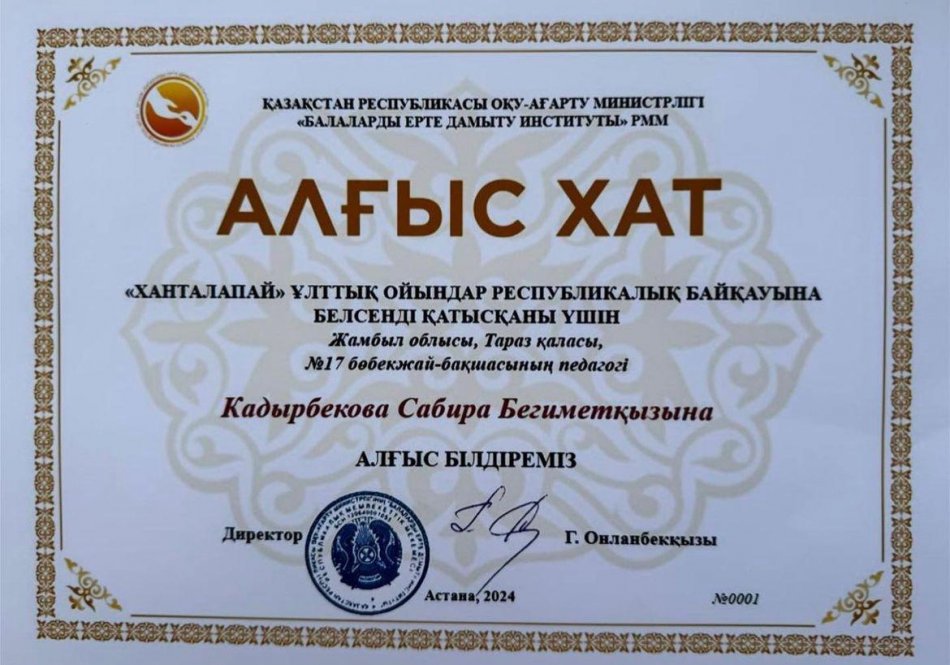 ҚАЗАҚСТАН РЕСПУБЛИКАСЫ ОҚУ-АҒАРТУ МИНИСТРЛІГІ
«БАЛАЛАРДЫ ЕРТЕ ДАМЫТУ ИНСТИТУТЫ» РММ
АЛҒЫС ХАТ
«ХАНТАЛАПАЙ» ҰЛТТЫҚ ОЙЫНДАР РЕСПУБЛИКАЛЫҚ БАЙҚАУЫНА
БЕЛСЕНДІ ҚАТЫСҚАНЫ ҮШІН
Жамбыл облысы, Тараз қаласы,
№17 бөбекжай-бақшасының педагогі
Кадырбекова Сабира Бегиметқызына
АЛҒЫС БІЛДІРЕМІЗ
Директор
Г. Онланбекқызы
Астана, 2024
№0001